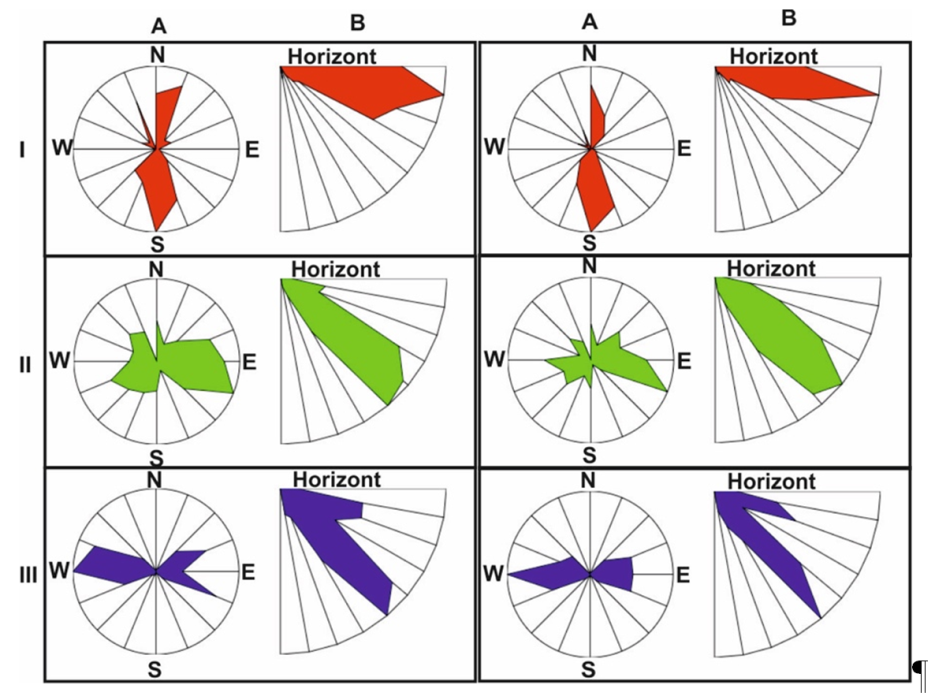 A B A B
N Horizont N Horizont
I W E W E
S S
N Horizont N Horizont
II W E W E
S S
N Horizont N Horizont
III W E W E
S S
¶